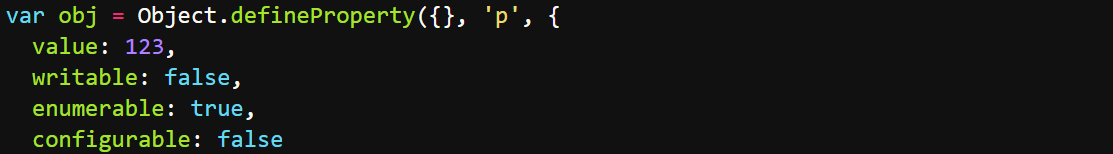 var obj = Object.defineProperty({}, 'p', {
  value: 123,
  writable: false,
  enumerable: true,
  configurable: false